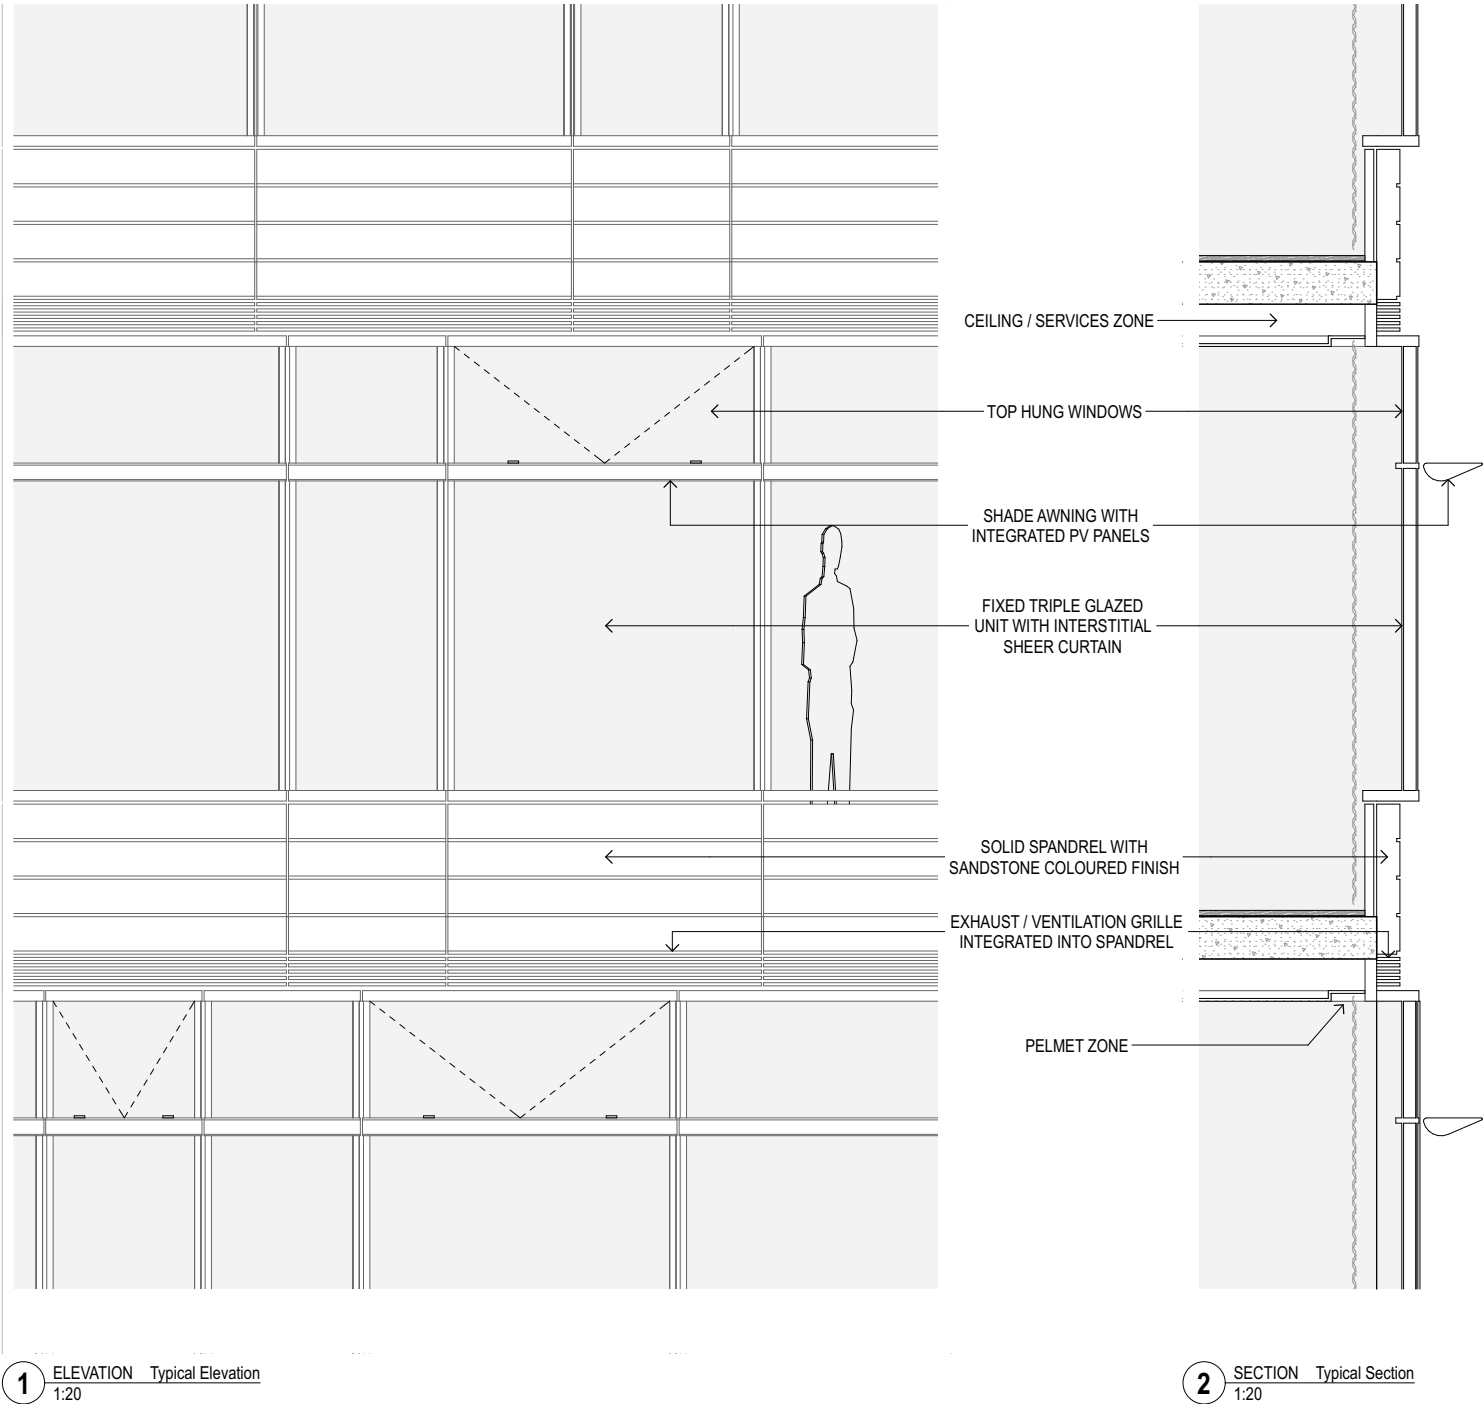 CEILING / SERVICES ZONE
TOP HUNG WINDOWS
SHADE AWNING WITH
INTEGRATED PV PANELS
FIXED TRIPLE GLAZED
UNIT WITH INTERSTITIAL
SHEER CURTAIN
SOLID SPANDREL WITH
SANDSTONE COLOURED FINISH
EXHAUST / VENTILATION GRILLE
INTEGRATED INTO SPANDREL
PELMET ZONE
1 ELEVATION Typical Elevation
1:20
2 SECTION Typical Section
1:20